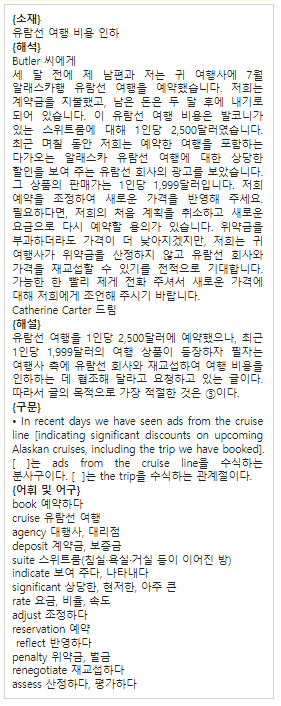 {소재}
유람선 여행 비용 인하
{해석}
Butler 씨에게
세 달 전에 제 남편과 저는 귀 여행사에 7월
알래스카행 유람선 여행을 예약했습니다. 저희는
계약금을 지불했고, 남은 돈은 두 달 후에 내기로
되어 있습니다. 이 유람선 여행 비용은 발코니가
있는 스위트룸에 대해 1인당 2,500달러였습니다.
최근 며칠 동안 저희는 예약한 여행을 포함하는
다가오는 알래스카 유람선 여행에 대한 상당한
할인을 보여 주는 유람선 회사의 광고를 보았습니다.
그 상품의 판매가는 1인당 1,999달러입니다. 저희
예약을 조정하여 새로운 가격을 반영해 주세요.
필요하다면, 저희의 처음 계획을 취소하고 새로운
요금으로 다시 예약할 용의가 있습니다. 위약금을
부과하더라도 가격이 더 낮아지겠지만, 저희는 귀
여행사가 위약금을 산정하지 않고 유람선 회사와
가격을 재교섭할 수 있기를 전적으로 기대합니다.
가능한 한 빨리 제게 전화 주셔서 새로운 가격에
대해 저희에게 조언해 주시기 바랍니다.
Catherine Carter 드림
{해설}
유람선 여행을 1인당 2,500달러에 예약했으나, 최근
1인당 1,999달러의 여행 상품이 등장하자 필자는
여행사 측에 유람선 회사와 재교섭하여 여행 비용을
인하하는 데 협조해 달라고 요청하고 있는 글이다.
따라서 글의 목적으로 가장 적절한 것은 ⑤이다.
{구문}
• In recent days we have seen ads from the cruise
line [indicating significant discounts on upcoming
Alaskan cruises, including the trip we have booked].
[ ]는 ads from the cruise line을 수식하는
분사구이다. [ ]는 the trip을 수식하는 관계절이다.
{어휘 및 어구}
book 예약하다
cruise 유람선 여행
agency 대행사, 대리점
deposit 계약금, 보증금
suite 스위트룸(침실·욕실·거실 등이 이어진 방)
indicate 보여 주다, 나타내다
significant 상당한, 현저한, 아주 큰
rate 요금, 비율, 속도
adjust 조정하다
reservation 예약
reflect 반영하다
penalty 위약금, 벌금
renegotiate 재교섭하다
assess 산정하다, 평가하다